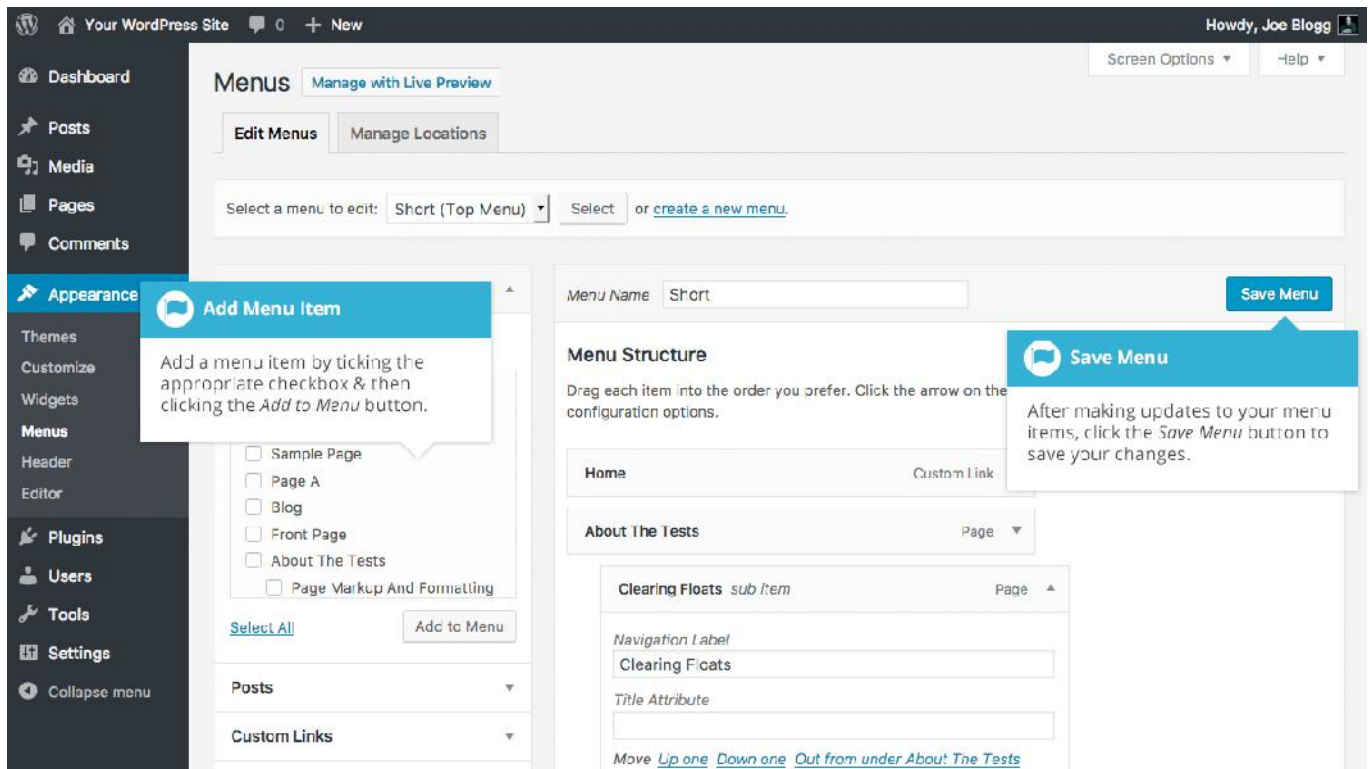 Your WordPress Site 0 + New Howdy, Joe Blogg
Screen Options Help
Dashboard
Posts
Media
Pages
Comments
Appearance
Themes
Customize
Widgets
Menus
Header
Editor
Plugins
Users
Tools
Settings
Collapse menu
Menus Manage with Live Preview
Edit Menus Manage Locations
Select a menu to edit: Short (Top Menu) Select or create a new menu.
Add Menu Item
Add a menu item by ticking the
appropriate checkbox & then
clicking the Add to Menu button.
Sample Page
Page A
Blog
Front Page
About The Tests
Page Markup And Formatting
Select All Add to Menu
Posts
Custom Links
Menu Name Short Save Menu
Menu Structure
Drag each item into the order you prefer. Click the arrow on the
configuration options.
Save Menu
After making updates to your menu
items, click the Save Menu button to
save your changes.
Home Custom Link
About The Tests Page
Clearing Floats sub item Page
Navigation Label
Clearing Floats
Title Attribute
Move Up one Down one Out from under About The Tests